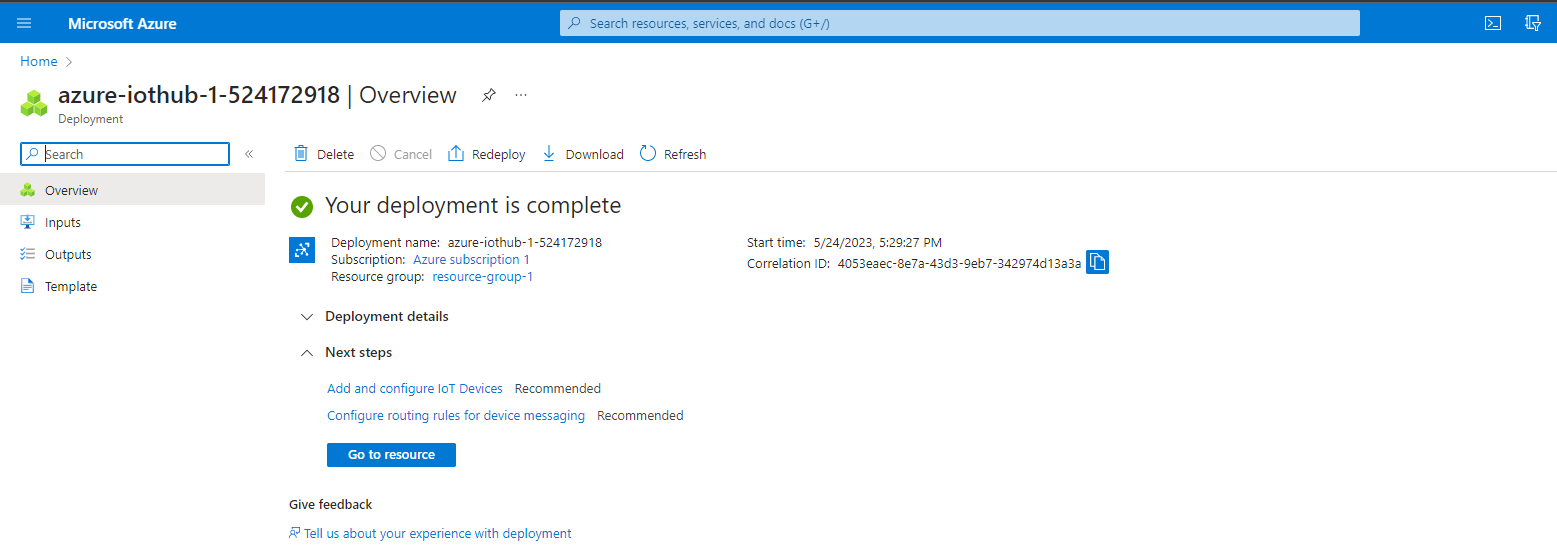 Microsoft Azure
Search resources, services, and docs (G+/)
Home
azure-iothub-1-524172918 | Overview
Deployment
Search
Overview
Inputs
Outputs
Template
Delete Cancel Redeploy Download Refresh
Your deployment is complete
Deployment name: azure-iothub-1-524172918
Subscription: Azure subscription 1
Resource group: resource-group-1
Start time: 5/24/2023, 5:29:27 PM
Correlation ID: 4053eaec-8e7a-43d3-9eb7-342974d13a3a
Deployment details
Next steps
Add and configure IoT Devices Recommended
Configure routing rules for device messaging Recommended
Go to resource
Give feedback
Tell us about your experience with deployment